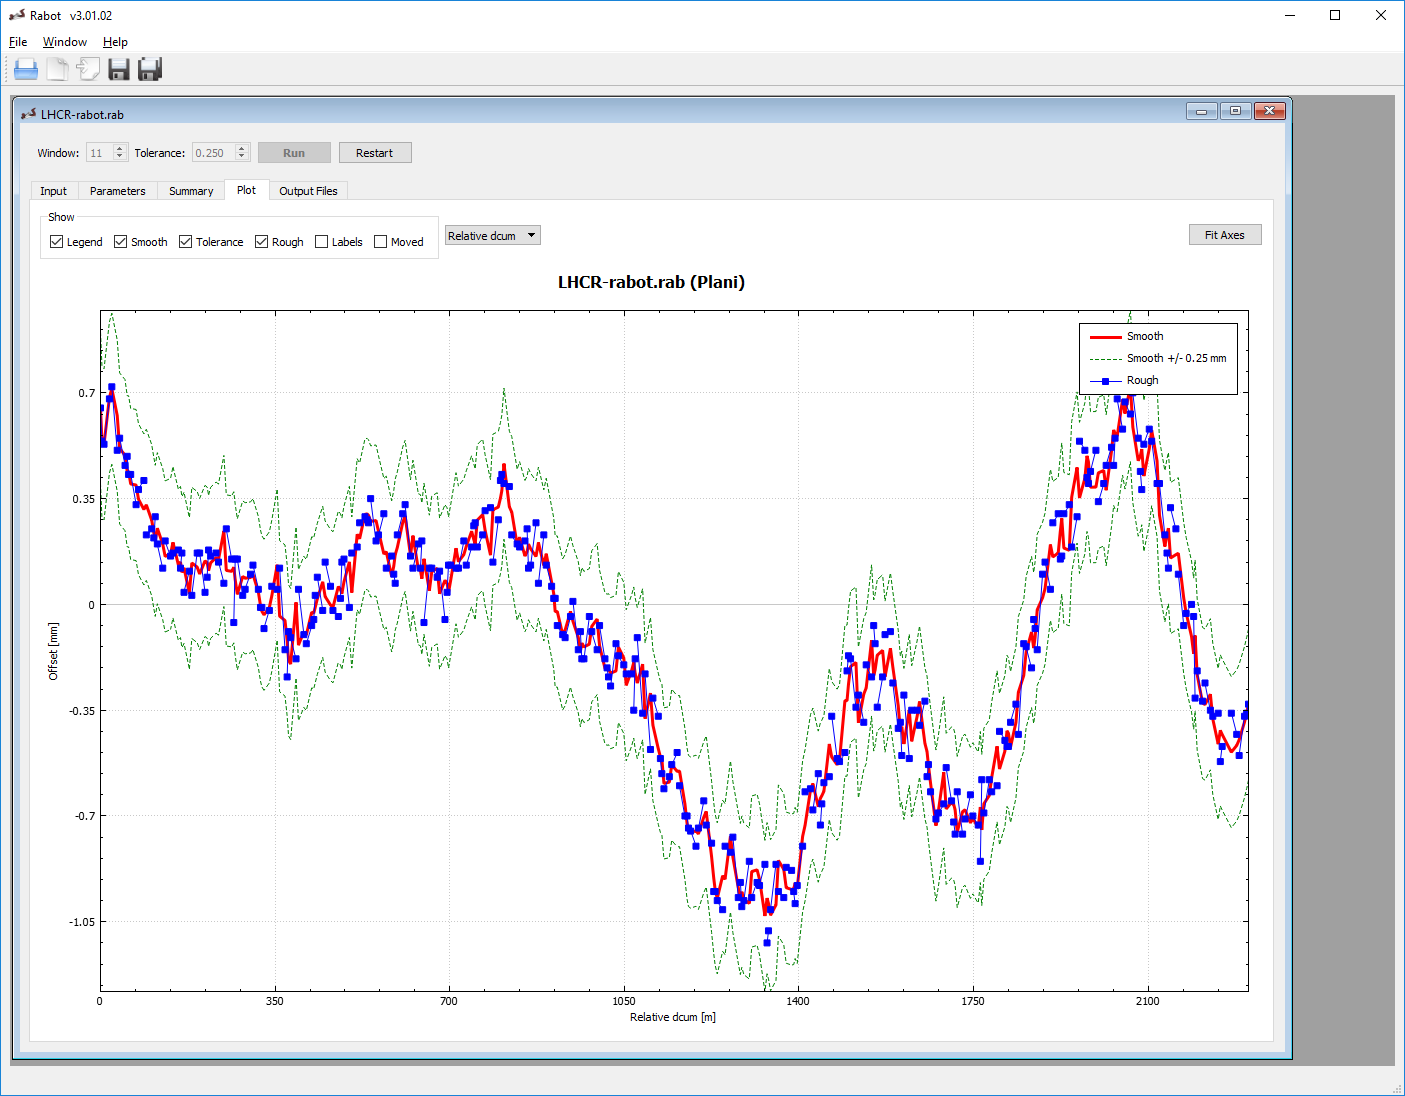 Rabot v3.01.02
File Window Help
LHCR-rabot.rab
Window: 11 Tolerance: 0.250 Run Restart
Input Parameters Summary Plot Output Files
Show
Legend Smooth Tolerance Rough Labels Moved Relative dcum Fit Axes
LHCR-rabot.rab (Plani)
Smooth
Smooth +/- 0.25 mm
Rough
0.7
0.35
0
-0.35
-0.7
-1.05
Offset [mm]
0 350 700 1050 1400 1750 2100
Relative dcum [m]